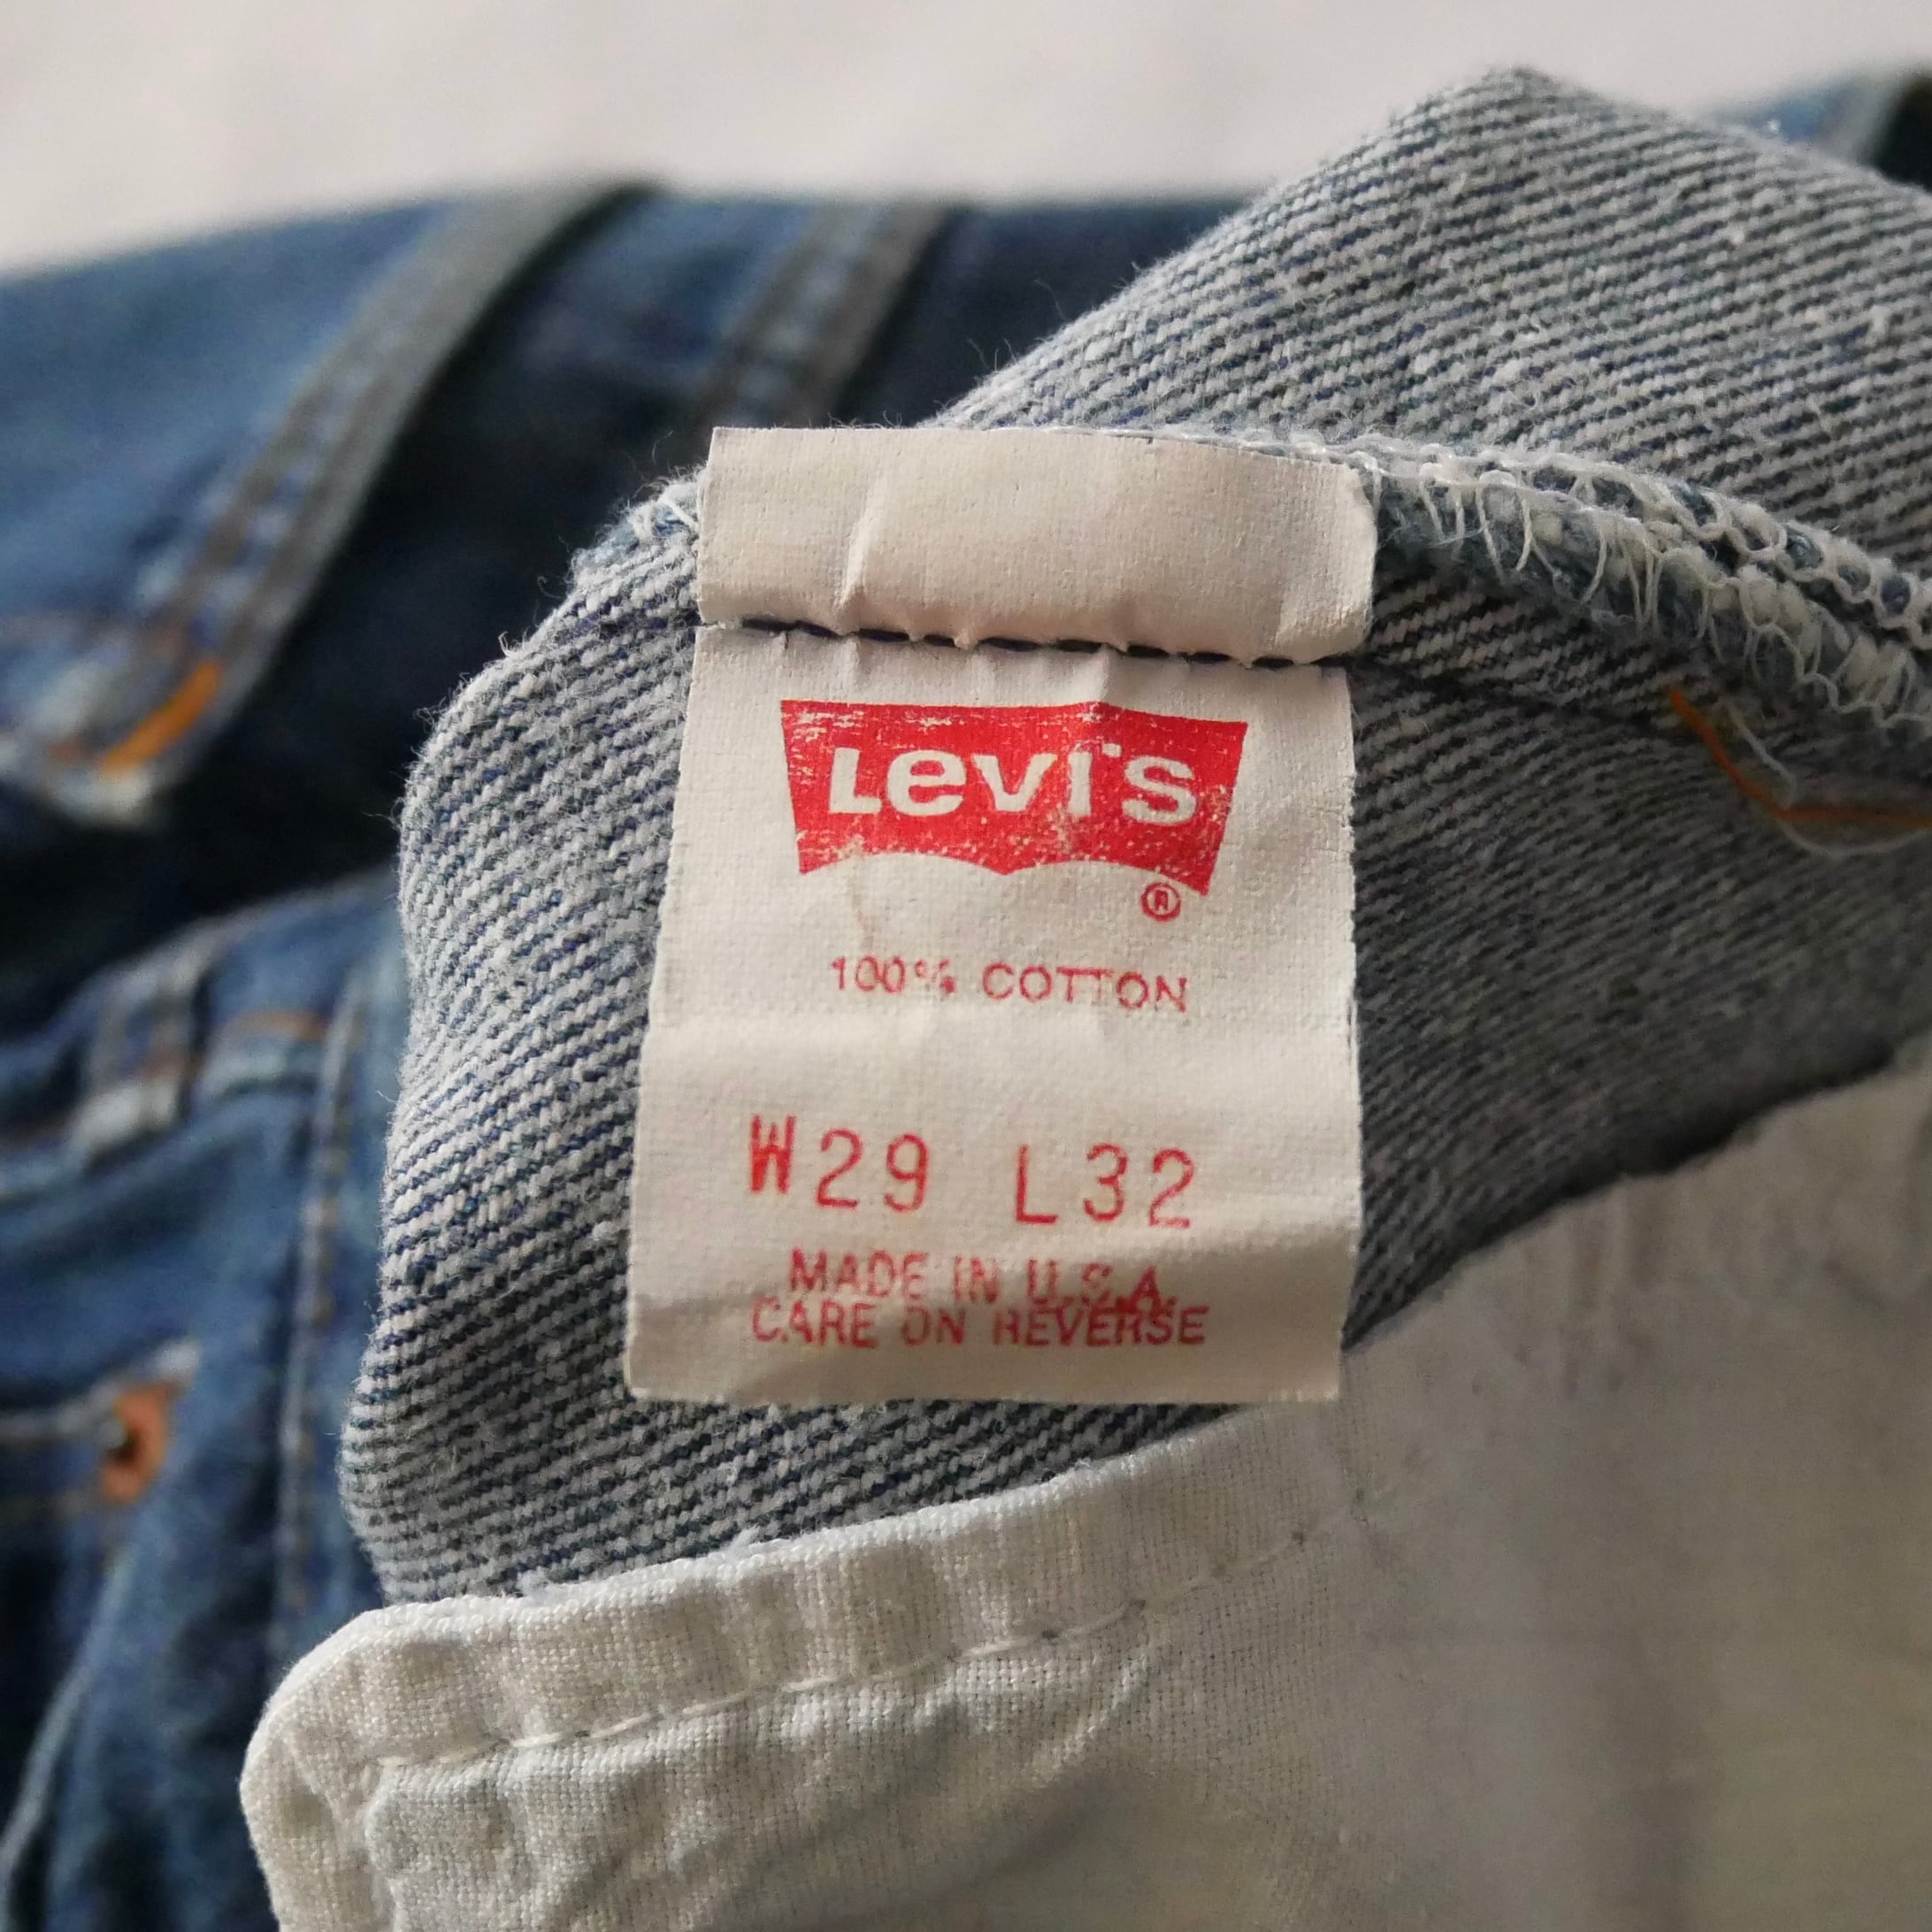 Levi's
®
100% COTTON
W29 L32
MADE IN U.S.A.
CARE ON REVERSE